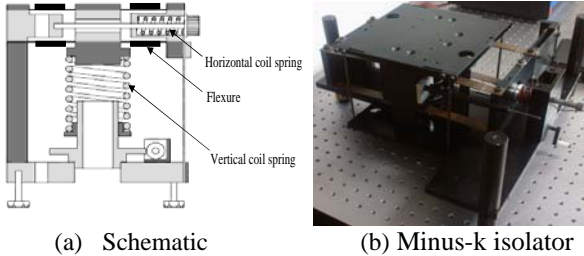 Horizontal coil spring
Flexure
Vertical coil spring
(a) Schematic
(b) Minus-k isolator